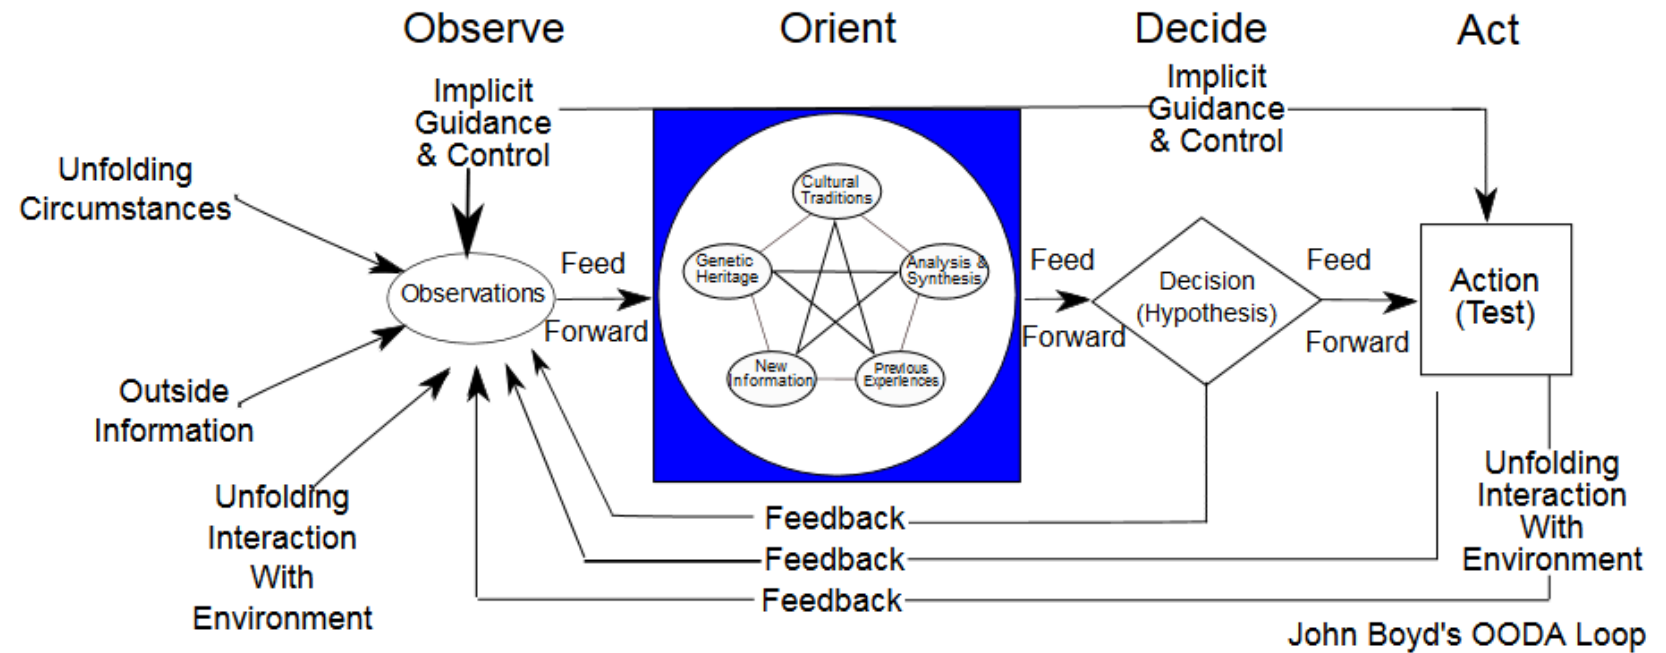 Observe
Orient
Decide
Act
Implicit
Guidance
& Control
Implicit
Guidance
& Control
Unfolding
Circumstances
Outside
Information
Unfolding
Interaction
With
Environment
Observations
Feed
Forward
Cultural
Traditions
Genetic
Heritage
Analysis &
Synthesis
New
Information
Previous
Experiences
Feed
Forward
Decision
(Hypothesis)
Feed
Forward
Action
(Test)
Unfolding
Interaction
With
Environment
Feedback
Feedback
Feedback
John Boyd's OODA Loop